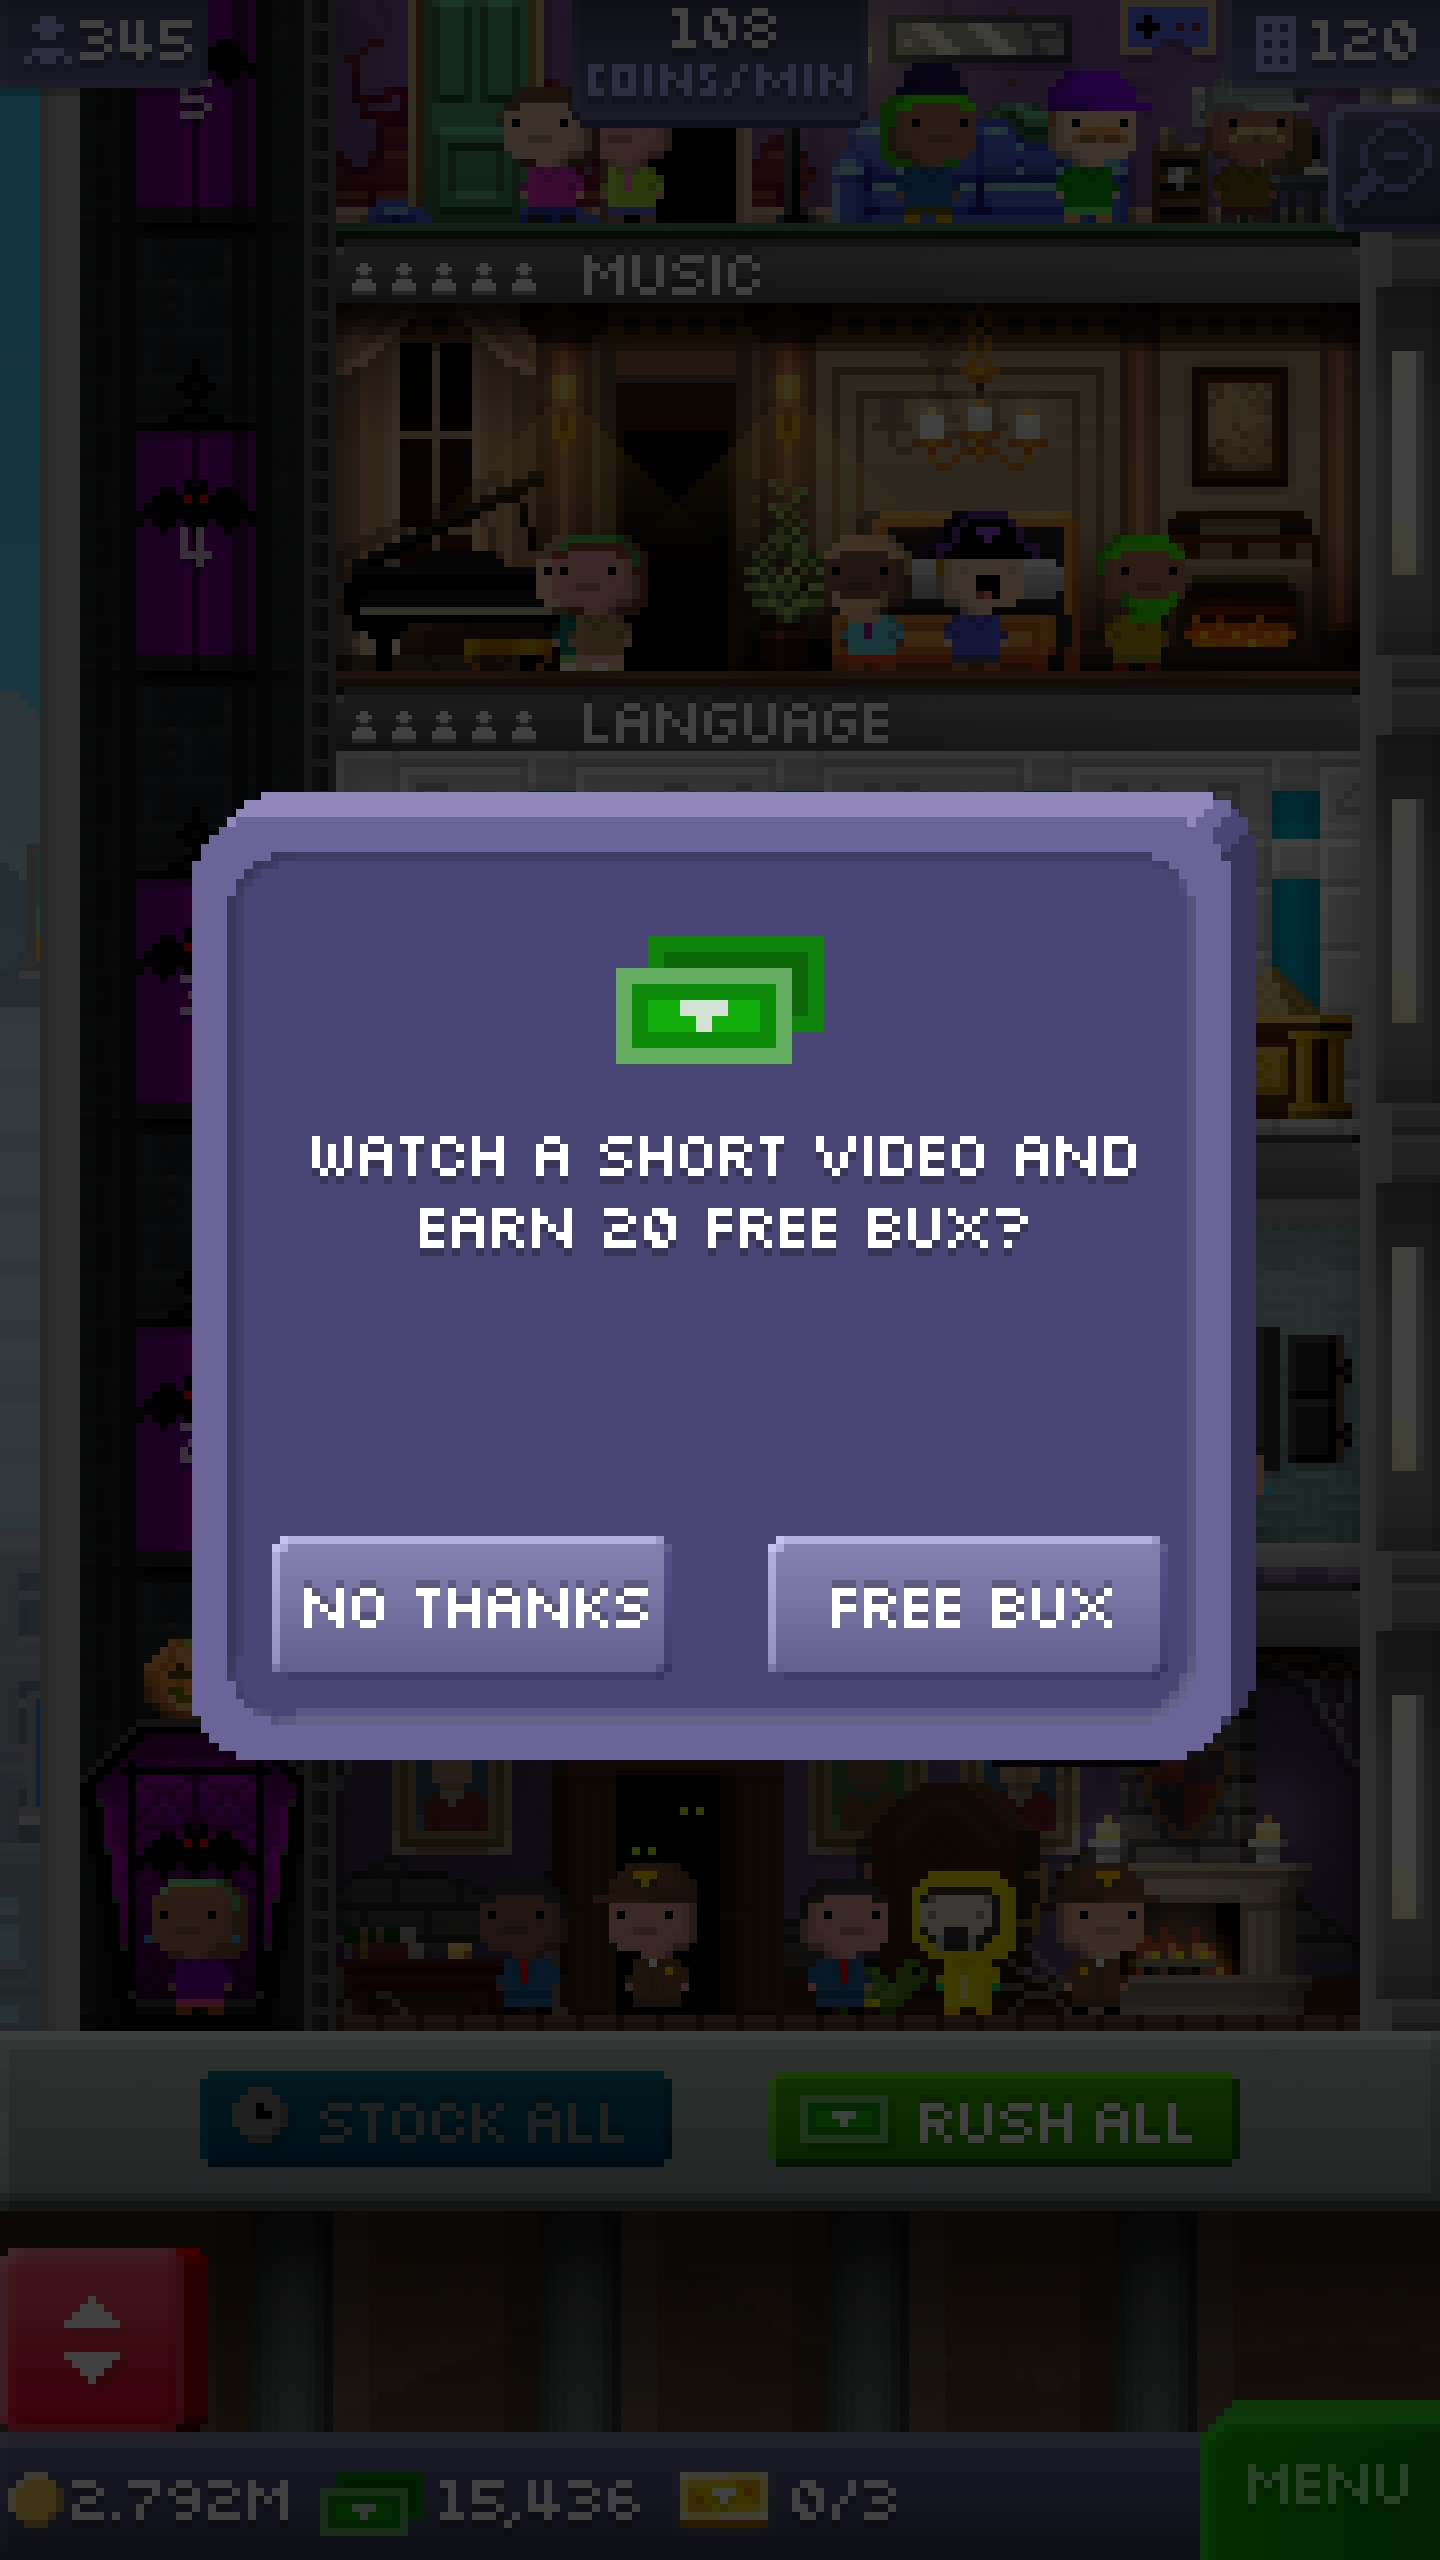 345
108
COINS/MIN
120
5
MUSIC
4
LANGUAGE
WATCH A SHORT VIDEO AND
EARN 20 FREE BUX?
NO THANKS
FREE BUX
STOCK ALL
RUSH ALL
2.792M
15,436
0/3
MENU